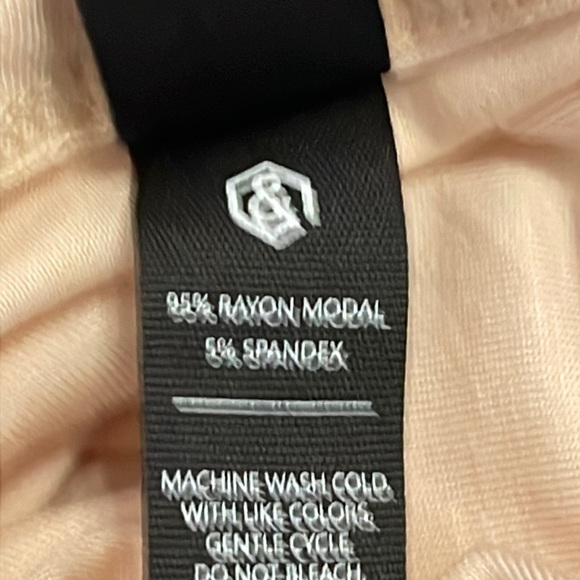 &
95% RAYON MODAL
5% SPANDEX
MACHINE WASH COLD.
WITH LIKE COLORS.
GENTLE CYCLE.
DO NOT BLEACH.